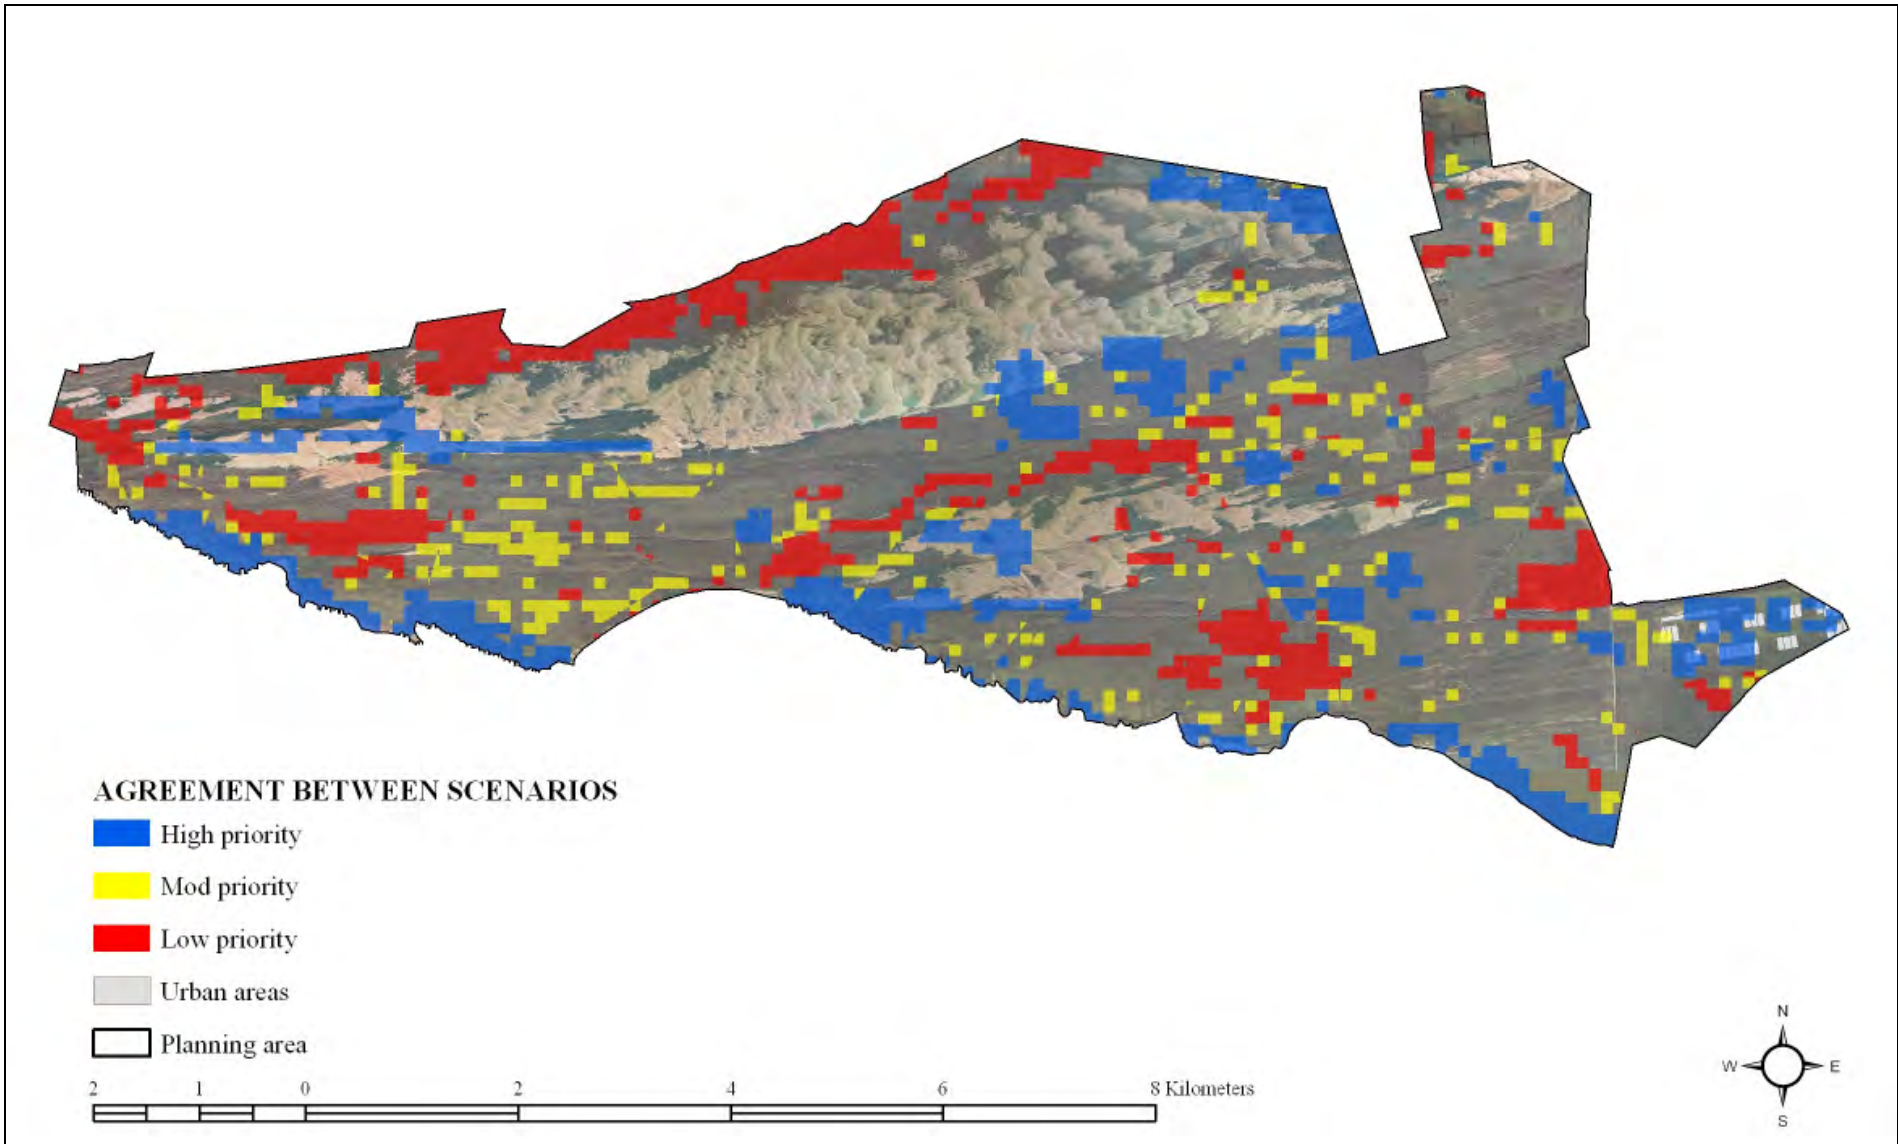 AGREEMENT BETWEEN SCENARIOS
High priority
Mod priority
Low priority
Urban areas
Planning area
2 1 0 2 4 6 8 Kilometers
N
W E
S